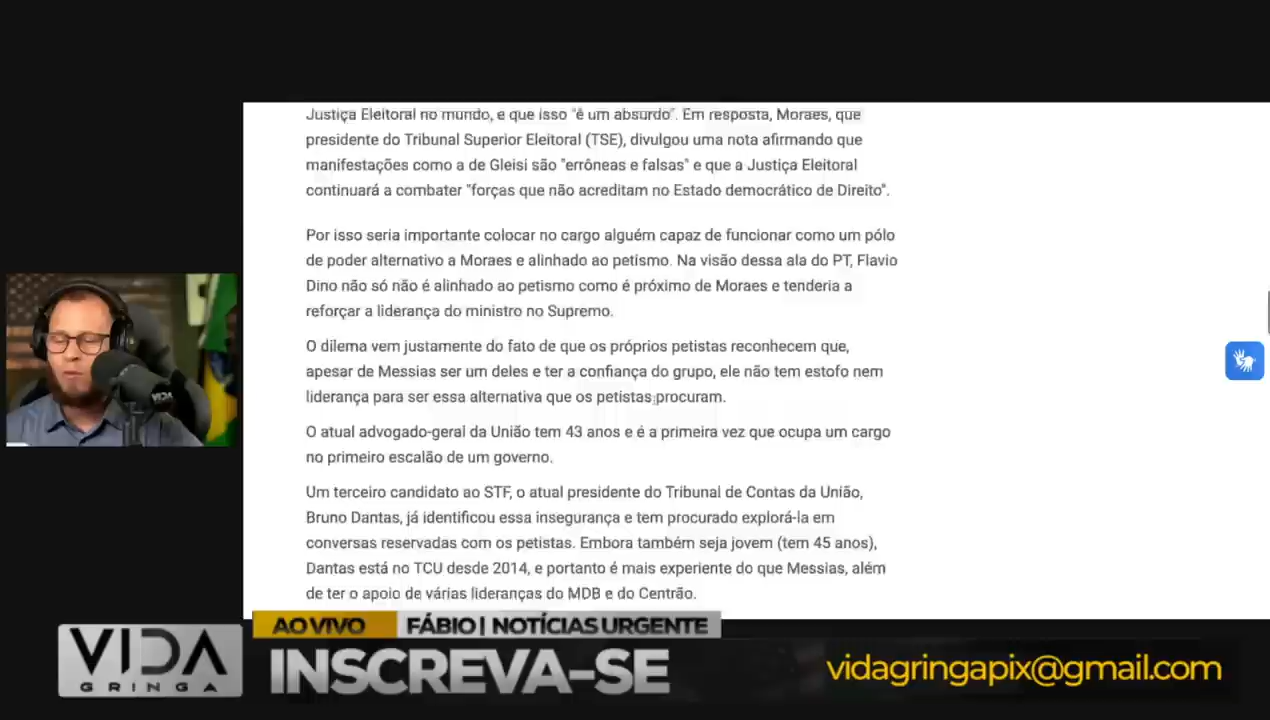 Justiça Eleitoral no mundo, e que isso "é um absurdo". Em resposta, Moraes, que
presidente do Tribunal Superior Eleitoral (TSE), divulgou uma nota afirmando que
manifestações como a de Gleisi são "errôneas e falsas" e que a Justiça Eleitoral
continuará a combater "forças que não acreditam no Estado democrático de Direito".
Por isso seria importante colocar no cargo alguém capaz de funcionar como um pólo
de poder alternativo a Moraes e alinhado ao petismo. Na visão dessa ala do PT, Flavio
Dino não só não é alinhado ao petismo como é próximo de Moraes e tenderia a
reforçar a liderança do ministro no Supremo.
O dilema vem justamente do fato de que os próprios petistas reconhecem que,
apesar de Messias ser um deles e ter a confiança do grupo, ele não tem estofo nem
liderança para ser essa alternativa que os petistas procuram.
O atual advogado-geral da União tem 43 anos e é a primeira vez que ocupa um cargo
no primeiro escalão de um governo.
Um terceiro candidato ao STF, o atual presidente do Tribunal de Contas da União,
Bruno Dantas, já identificou essa insegurança e tem procurado explorá-la em
conversas reservadas com os petistas. Embora também seja jovem (tem 45 anos),
Dantas está no TCU desde 2014, e portanto é mais experiente do que Messias, além
de ter o apoio de várias lideranças do MDB e do Centrão.
VIDA
AO VIVO FÁBIO | NOTÍCIAS URGENTE
VIDA
GRINGA
INSCREVA-SE
vidagringapix@gmail.com